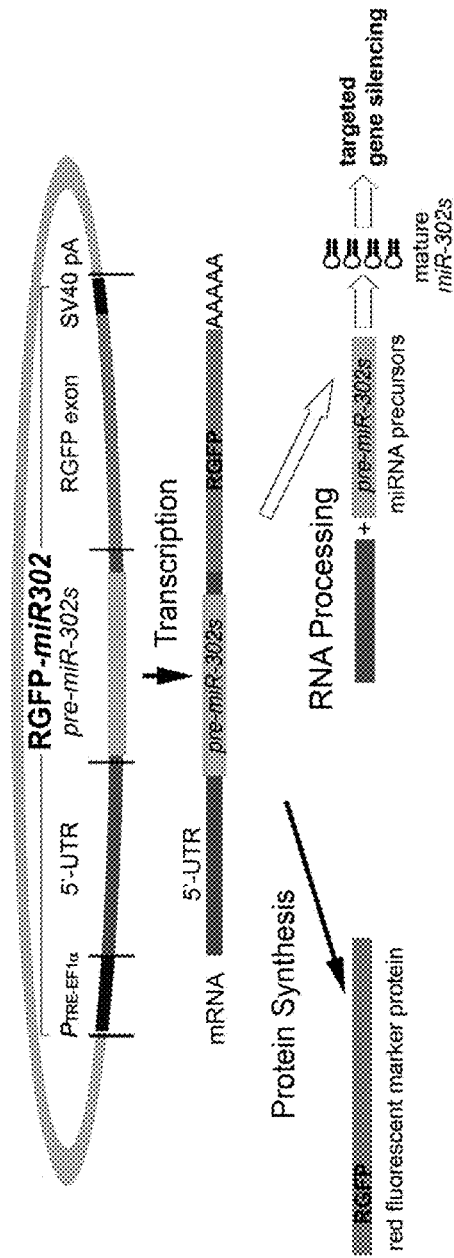 RGFP-miR302
PTRE-EF1α 5'-UTR pre-miR-302s RGFP exon SV40 pA
Transcription
5'-UTR
mRNA pre-miR-302s RGFP AAAAA
Protein Synthesis
RNA Processing
RGFP
red fluorescent marker protein
+ pre-miR-302s
miRNA precursors
mature
miR-302s
targeted
gene silencing